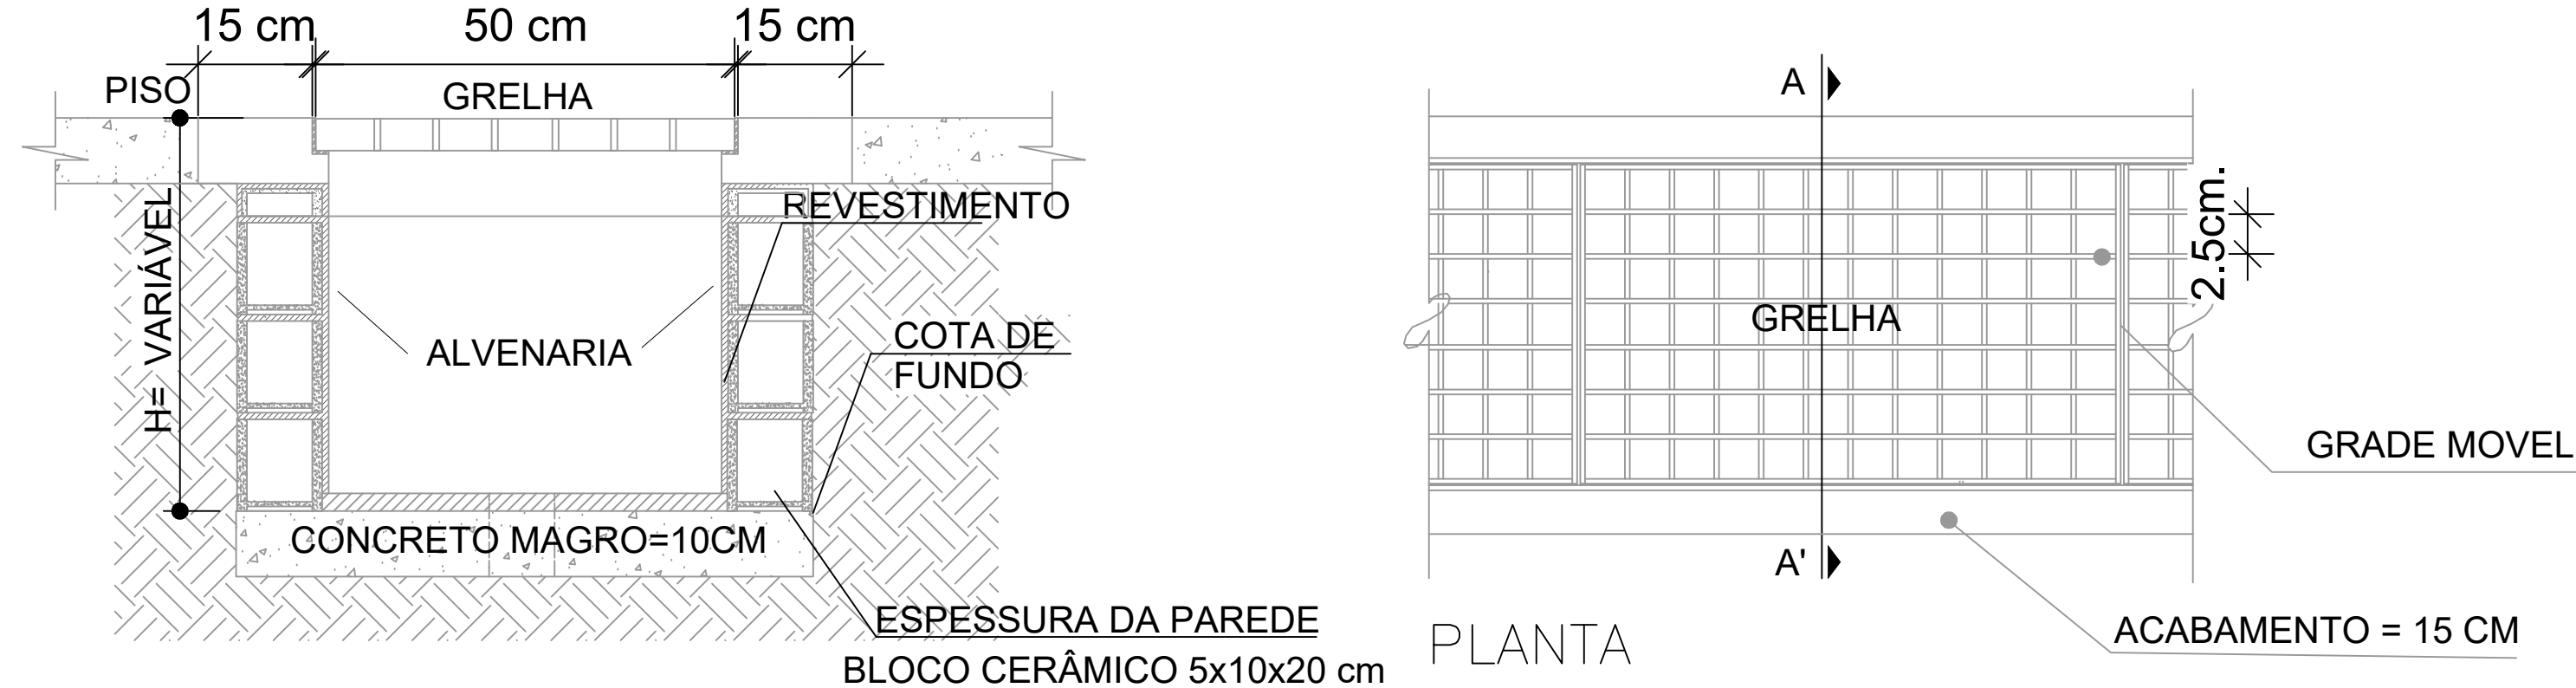 15 cm 50 cm 15 cm
PISO
GRELHA
H= VARIÁVEL
REVESTIMENTO
ALVENARIA
COTA DE
FUNDO
CONCRETO MAGRO=10CM
ESPESSURA DA PAREDE
BLOCO CERÂMICO 5x10x20 cm
A
2.5cm.
GRELHA
GRADE MOVEL
A'
ACABAMENTO = 15 CM
PLANTA